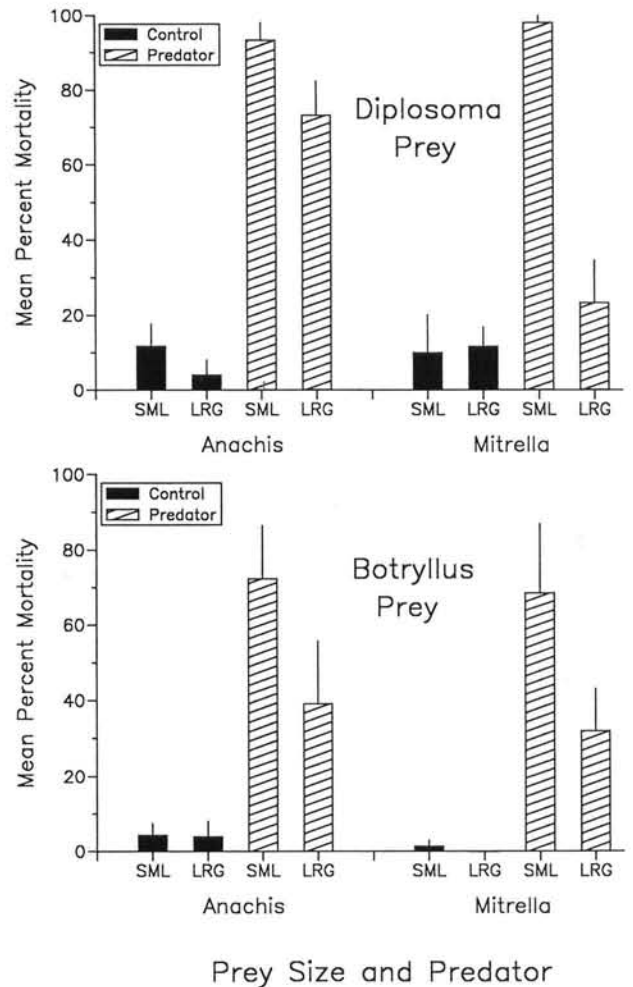 Mean Percent Mortality
100
80
60
40
20
0
Control
Predator
Diplosoma
Prey
SML LRG SML LRG SML LRG SML LRG
Anachis Mitrella
Mean Percent Mortality
100
80
60
40
20
0
Control
Predator
Botryllus
Prey
SML LRG SML LRG SML LRG SML LRG
Anachis Mitrella
Prey Size and Predator